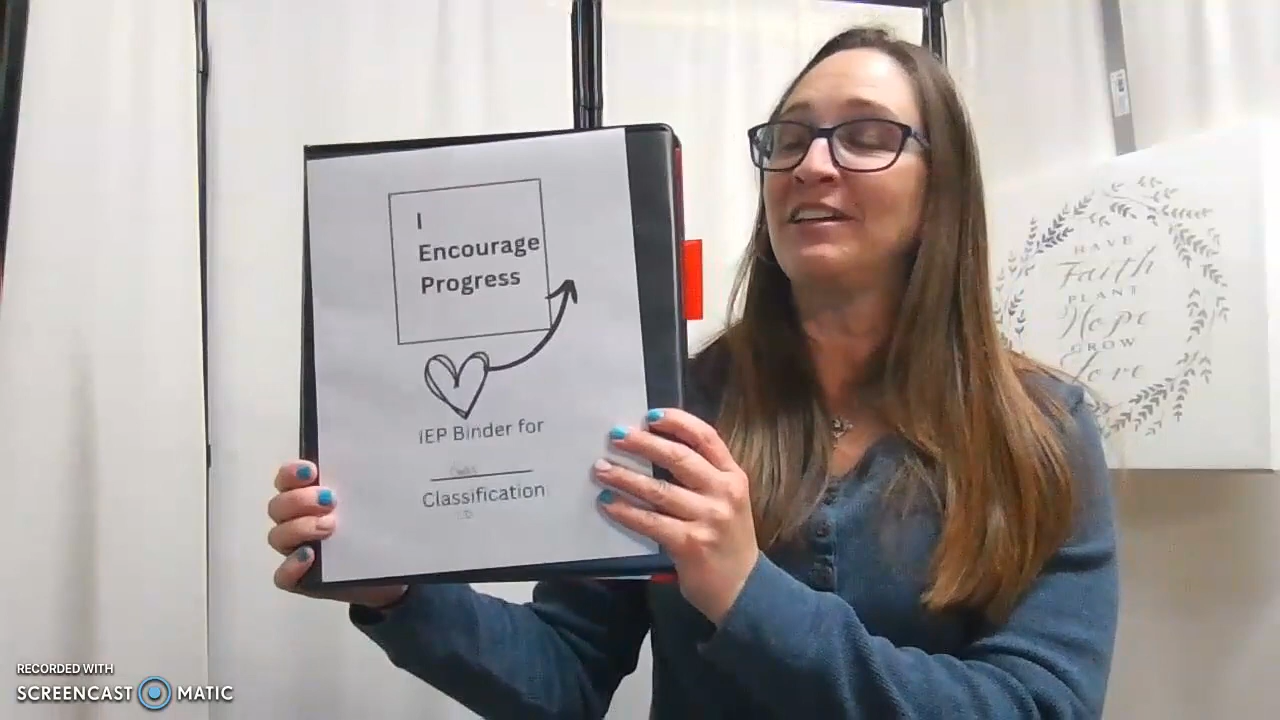 I
Encourage
Progress
IEP Binder for
Classification
HAVE
Faith
PLANT
Hope
GROW
Love
RECORDED WITH
SCREENCAST MATIC